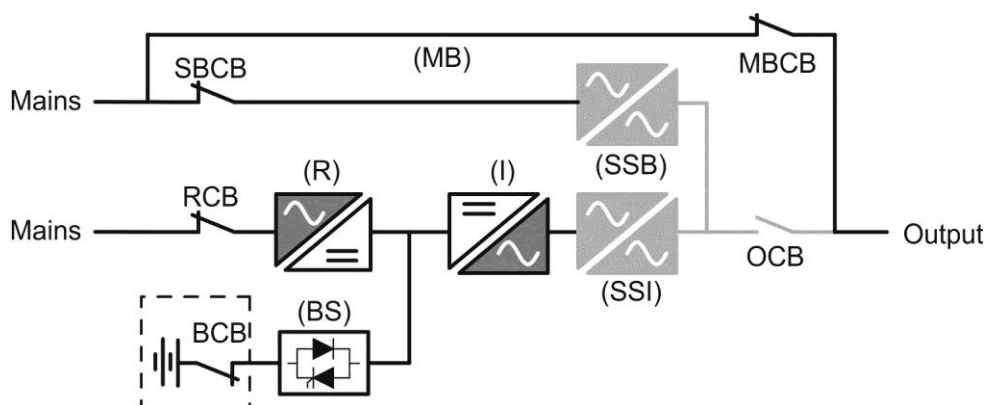 (MB)
MBCB
SBCB
Mains
(SSB)
(R)
(I)
RCB
Mains
Output
OCB
(SSI)
(BS)
BCB